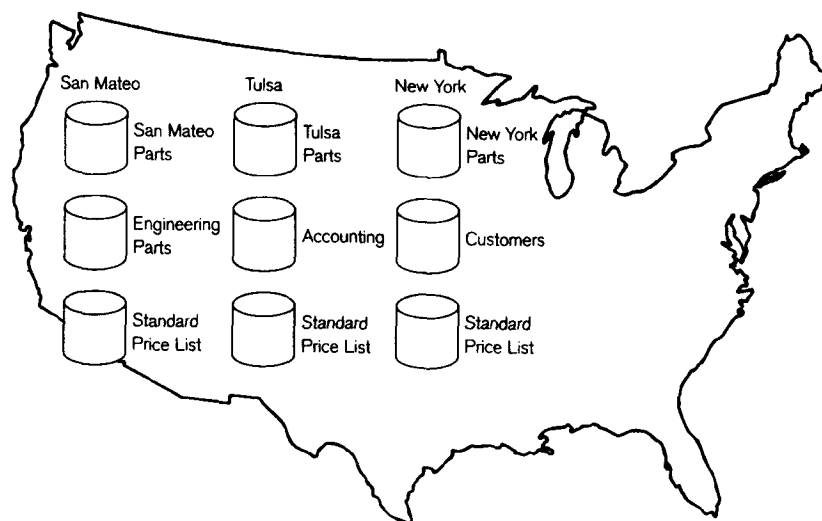 San Mateo
Tulsa
New York
San Mateo
Parts
Tulsa
Parts
New York
Parts
Engineering
Parts
Accounting
Customers
Standard
Price List
Standard
Price List
Standard
Price List